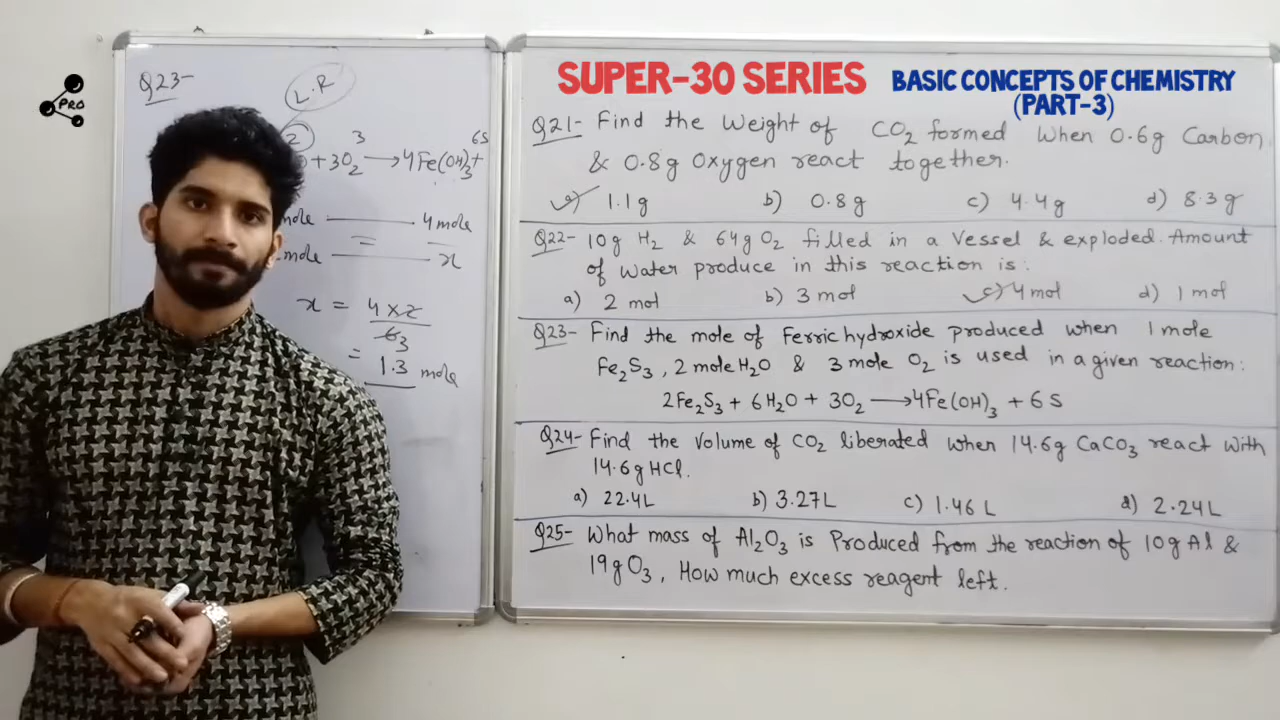 PRO
Q23-
L.R
2 3 6S
+3O2 → 4Fe(OH)3 +
mole — 4 mole
=
mole — x
x = 4 × 2
6 3
= 1.3 mole
SUPER-30 SERIES
BASIC CONCEPTS OF CHEMISTRY
(PART-3)
Q21- Find the Weight of CO2 formed When 0.6g Carbon
& 0.8g Oxygen react together.
a) 1.1g b) 0.8g c) 4.4g d) 8.3g
Q22- 10g H2 & 64g O2 filled in a Vessel & exploded. Amount
of water produce in this reaction is:
a) 2 mol b) 3 mol c) 4 mol d) 1 mol
Q23- Find the mole of Ferric hydroxide produced when 1 mole
Fe2S3, 2 mole H2O & 3 mole O2 is used in a given reaction:
2Fe2S3 + 6H2O + 3O2 → 4Fe(OH)3 + 6S
Q24- Find the Volume of CO2 liberated when 14.6g CaCO3 react with
14.6g HCl.
a) 22.4L b) 3.27L c) 1.46 L d) 2.24L
Q25- What mass of Al2O3 is Produced from the reaction of 10g Al &
19g O3, How much excess reagent left.